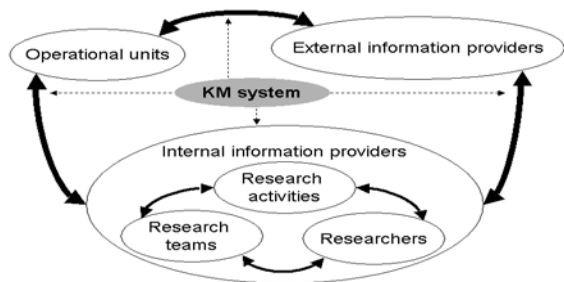 Operational units
External information providers
KM system
Internal information providers
Research
activities
Research
teams
Researchers